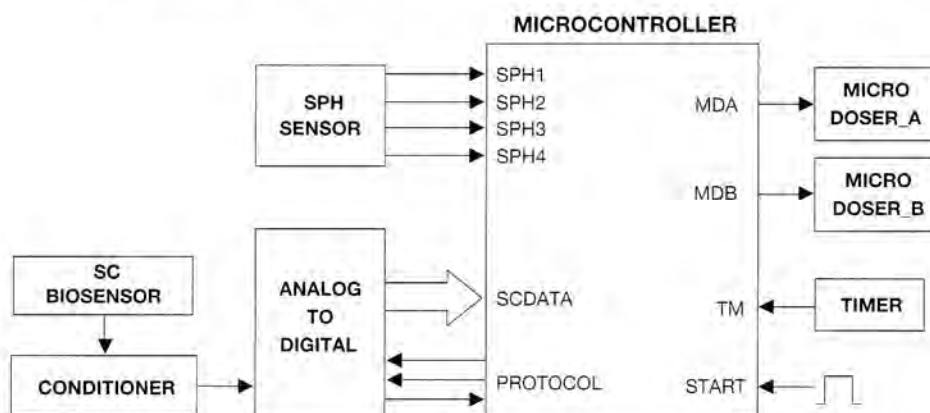 MICROCONTROLLER
SPH
SENSOR
SPH1
SPH2
SPH3
SPH4
MDA
MICRO
DOSER_A
MDB
MICRO
DOSER_B
SC
BIOSENSOR
CONDITIONER
ANALOG
TO
DIGITAL
SCDATA
PROTOCOL
TM
TIMER
START